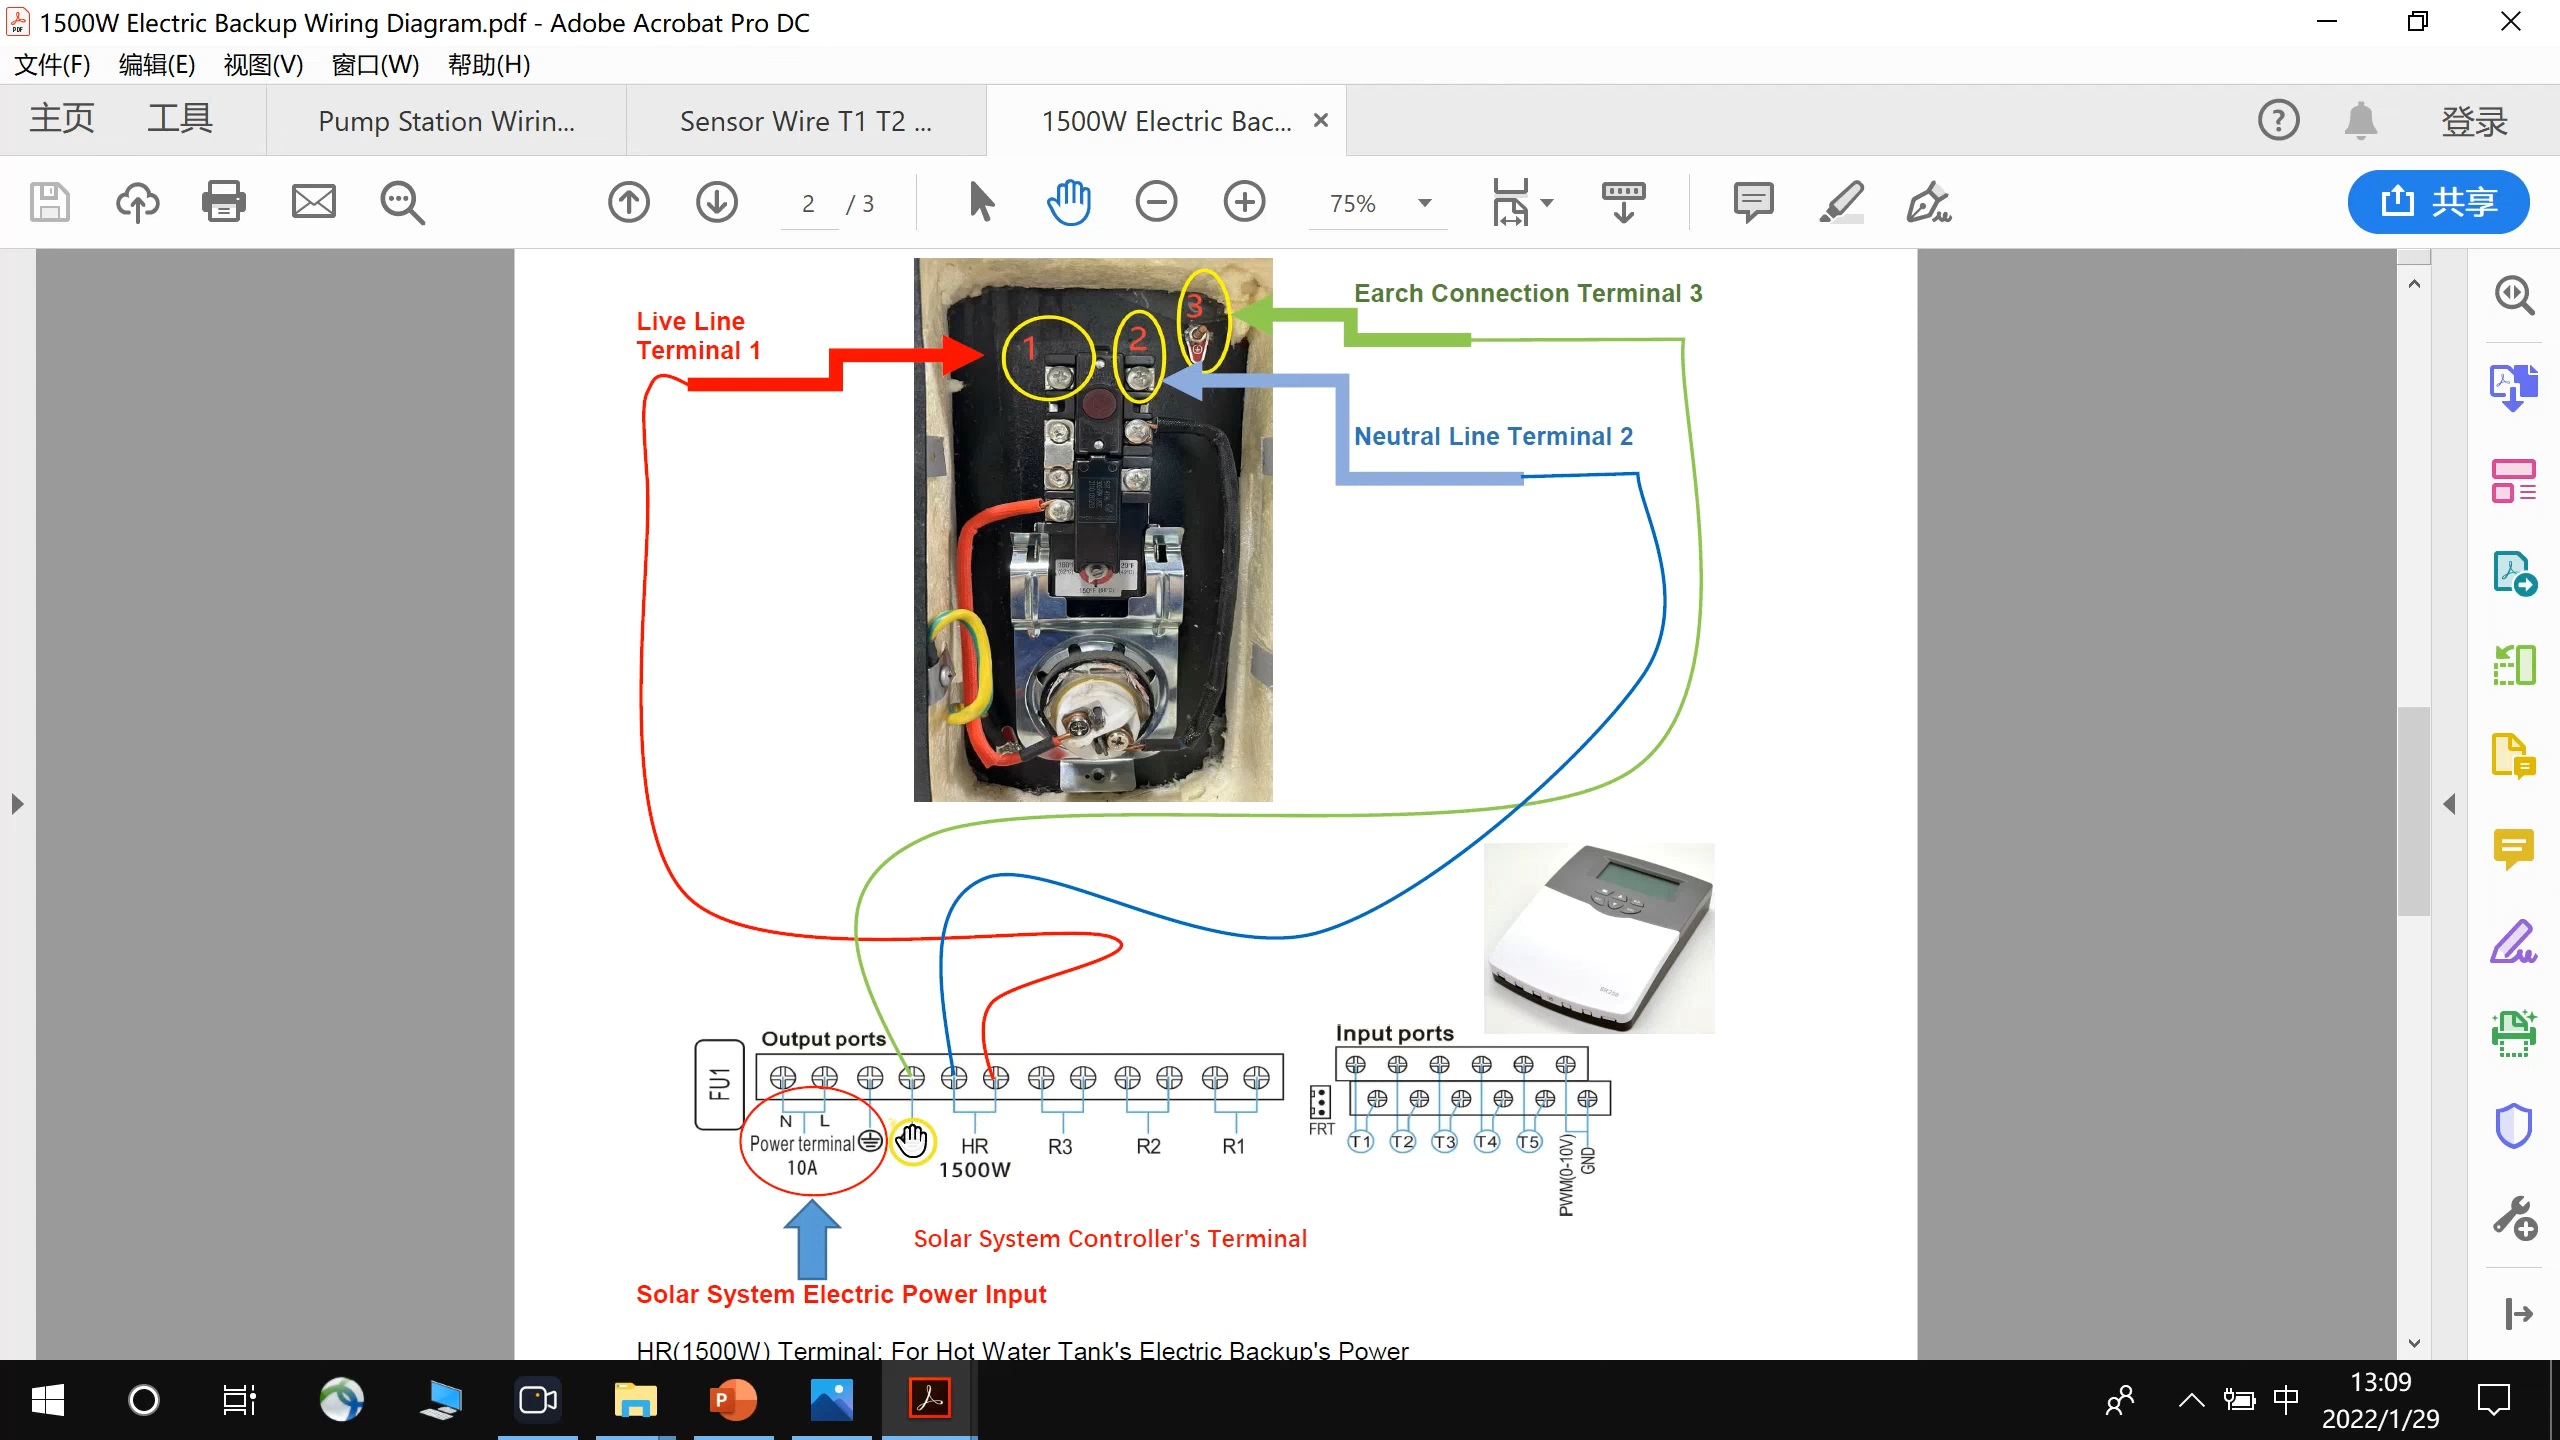 1500W Electric Backup Wiring Diagram.pdf - Adobe Acrobat Pro DC
文件(F) 编辑(E) 视图(V) 窗口(W) 帮助(H)
主页 工具 Pump Station Wirin... Sensor Wire T1 T2 ... 1500W Electric Bac... × ? 登录
2 / 3 75% 共享
Earch Connection Terminal 3
Live Line
Terminal 1
1 2 3
Neutral Line Terminal 2
Output ports
Input ports
FU1
N L
Power terminal
10A
HR
1500W
R3 R2 R1
FRT
T1 T2 T3 T4 T5
PWM(0-10V)
GND
Solar System Controller's Terminal
Solar System Electric Power Input
HR(1500W) Terminal: For Hot Water Tank's Electric Backup's Power
中
13:09
2022/1/29